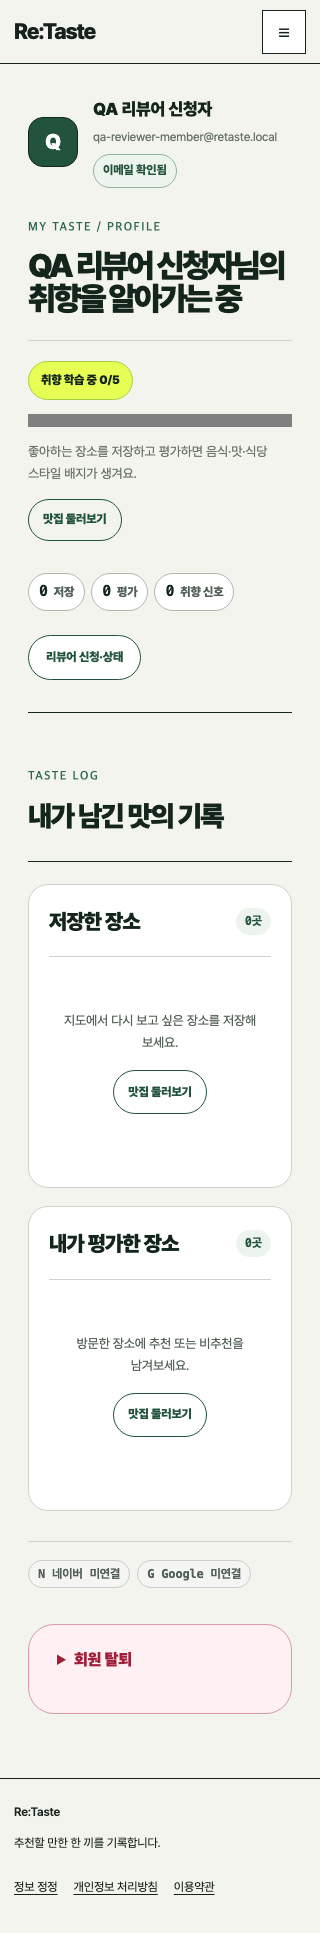 Re:Taste
≡
Q
QA 리뷰어 신청자
qa-reviewer-member@retaste.local
이메일 확인됨
MY TASTE / PROFILE
QA 리뷰어 신청자님의
취향을 알아가는 중
취향 학습 중 0/5
좋아하는 장소를 저장하고 평가하면 음식·맛·식당
스타일 배지가 생겨요.
맛집 둘러보기
0 저장 0 평가 0 취향 신호
리뷰어 신청·상태
TASTE LOG
내가 남긴 맛의 기록
저장한 장소 0곳
지도에서 다시 보고 싶은 장소를 저장해
보세요.
맛집 둘러보기
내가 평가한 장소 0곳
방문한 장소에 추천 또는 비추천을
남겨보세요.
맛집 둘러보기
N 네이버 미연결 G Google 미연결
▶ 회원 탈퇴
Re:Taste
추천할 만한 한 끼를 기록합니다.
정보 정정 개인정보 처리방침 이용약관